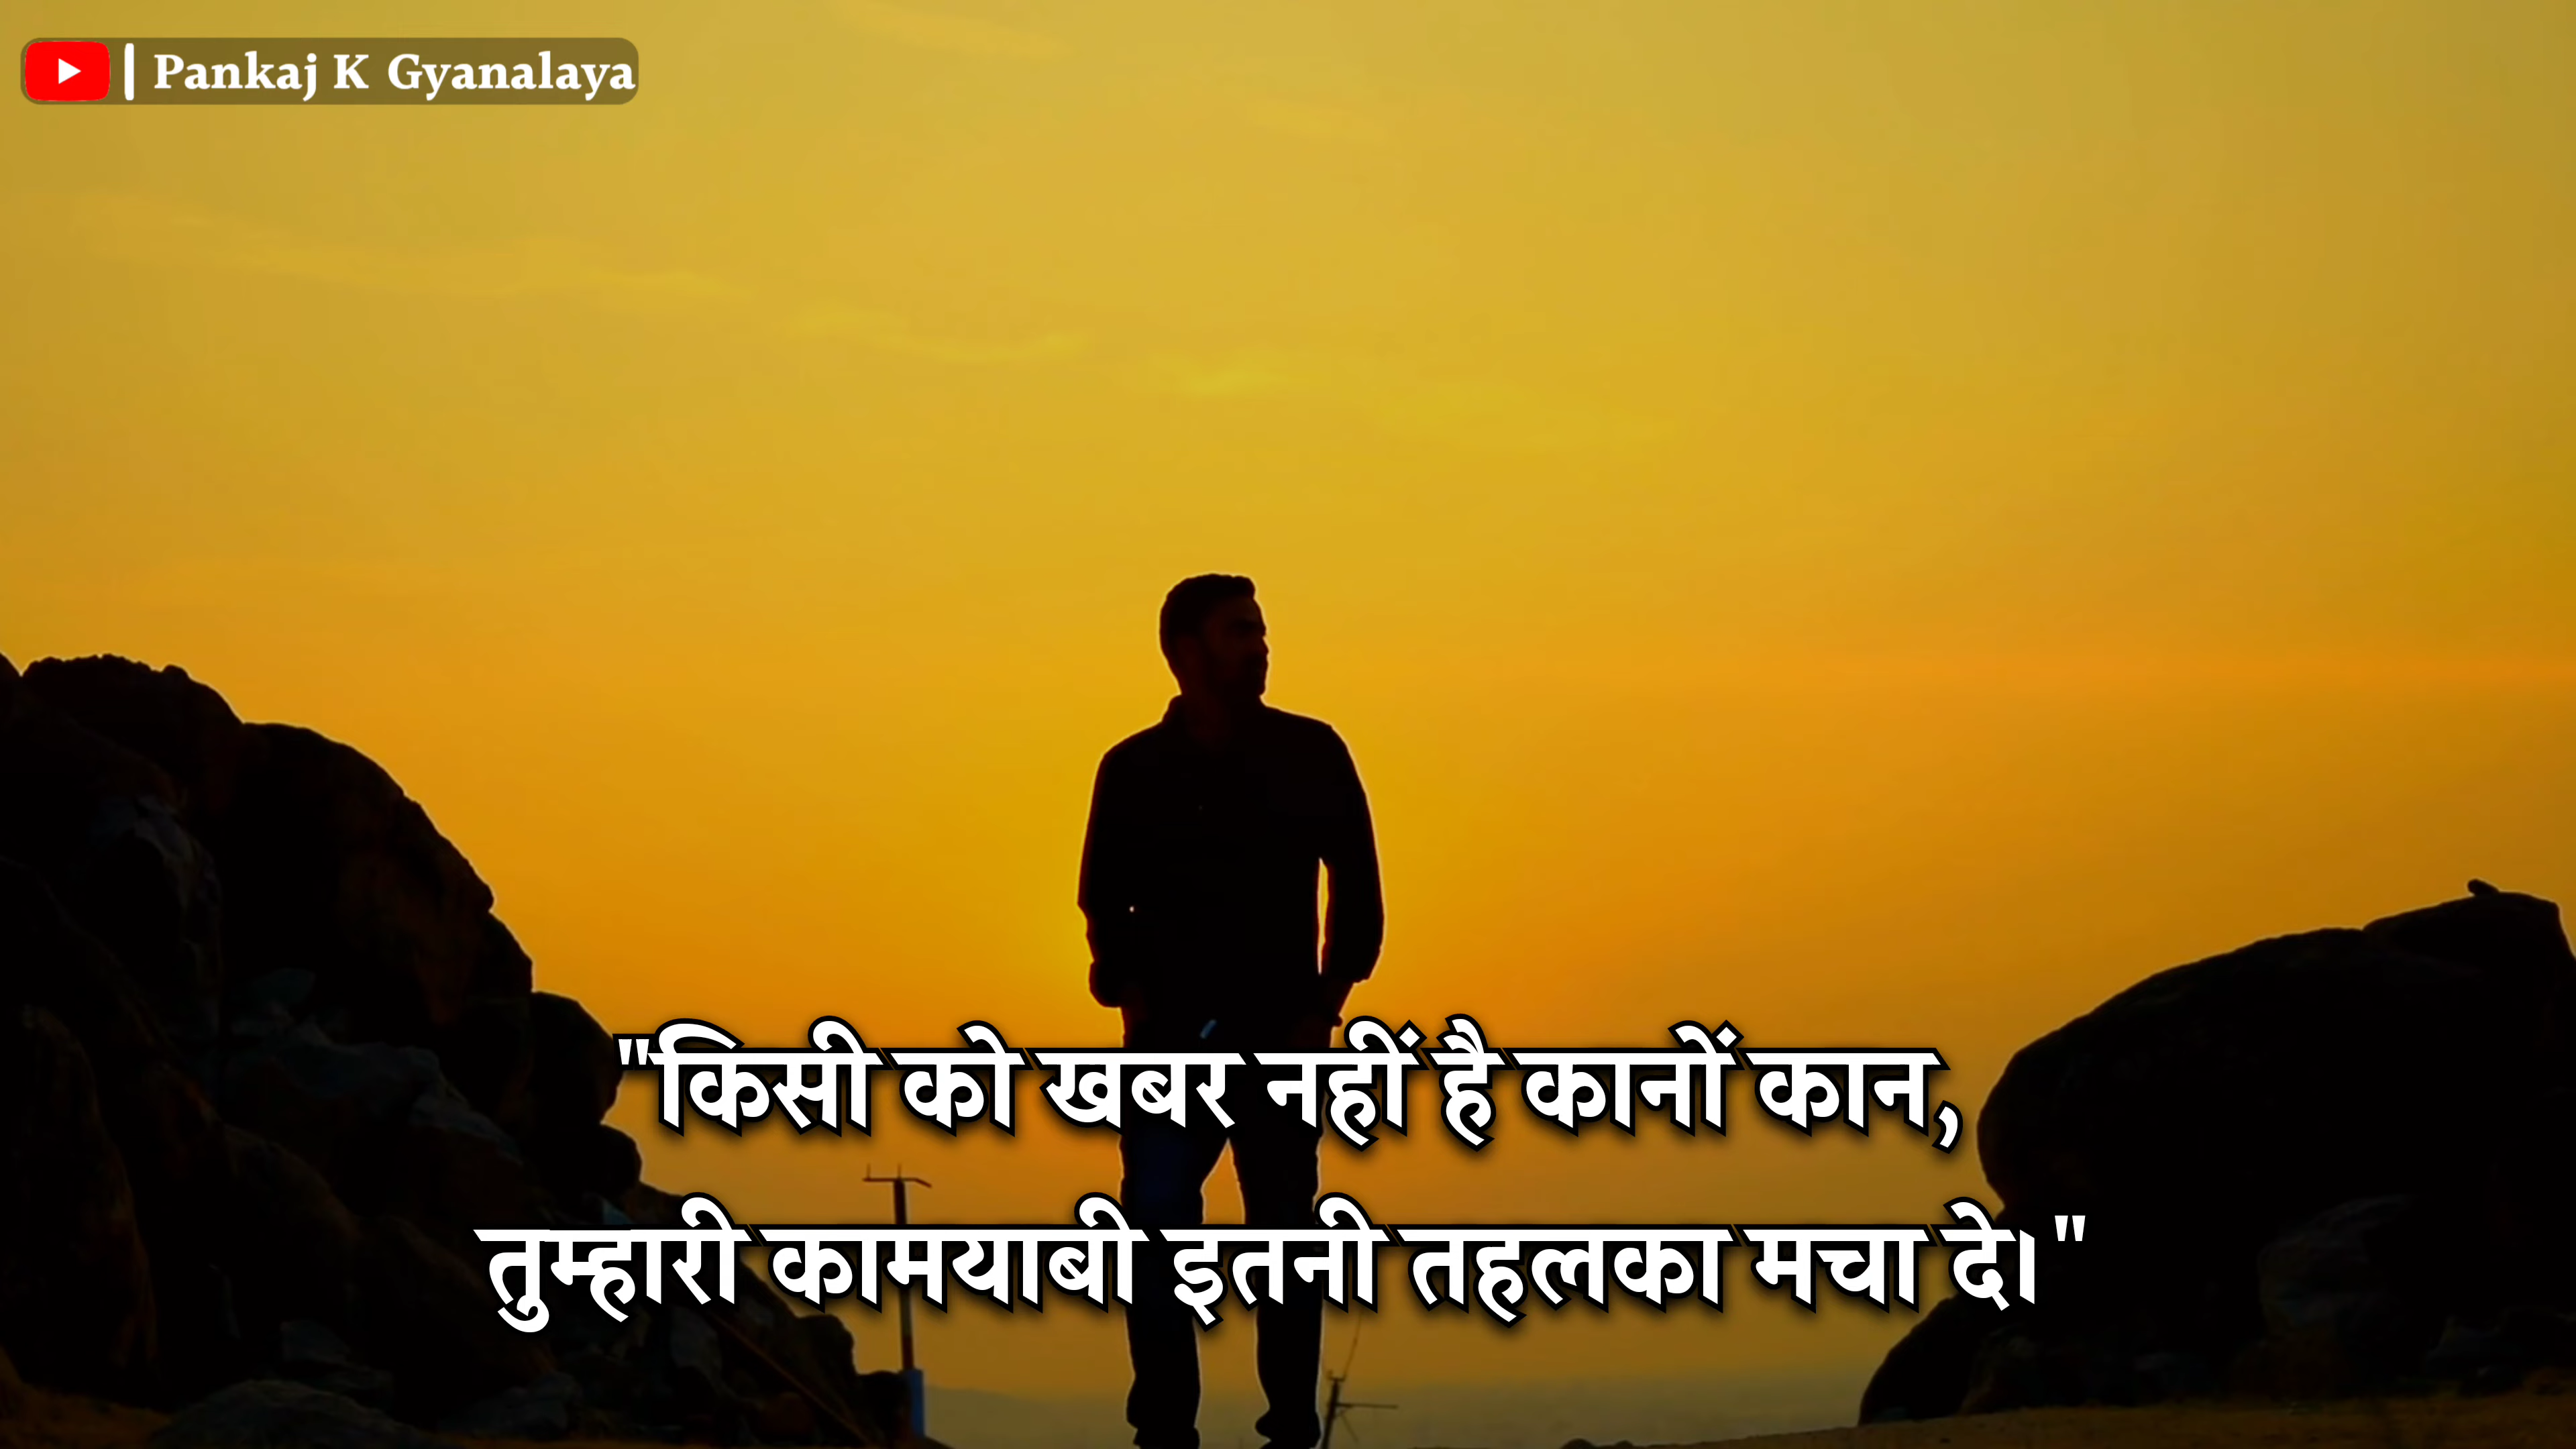 | Pankaj K Gyanalaya
"किसी को खबर नहीं है कानों कान,
तुम्हारी कामयाबी इतनी तहलका मचा दे।"